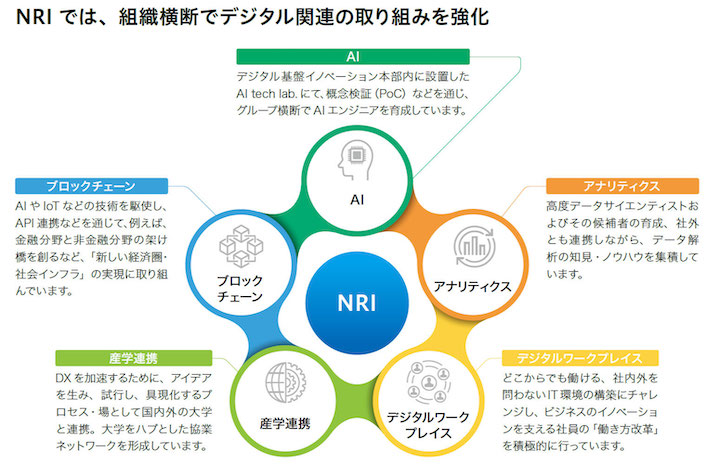 NRI では、組織横断でデジタル関連の取り組みを強化
AI
デジタル基盤イノベーション本部内に設置した
AI tech lab. にて、概念検証（PoC）などを通じ、
グループ横断で AI エンジニアを育成しています。
AI
ブロックチェーン
AI や IoT などの技術を駆使し、
API 連携などを通じて、例えば、
金融分野と非金融分野の架け
橋を創るなど、「新しい経済圏・
社会インフラ」の実現に取り組
んでいます。
ブロック
チェーン
アナリティクス
高度データサイエンティストお
よびその候補者の育成、社外
とも連携しながら、データ解
析の知見・ノウハウを集積して
います。
アナリティクス
NRI
産学連携
DX を加速するために、アイデア
を生み、試行し、具現化する
プロセス・場として国内外の大学
と連携。大学をハブとした協業
ネットワークを形成しています。
産学連携
デジタルワークプレイス
どこからでも働ける、社内外を
問わない IT 環境の構築にチャレ
ンジし、ビジネスのイノベーション
を支える社員の「働き方改革」
を積極的に行っています。
デジタルワーク
プレイス